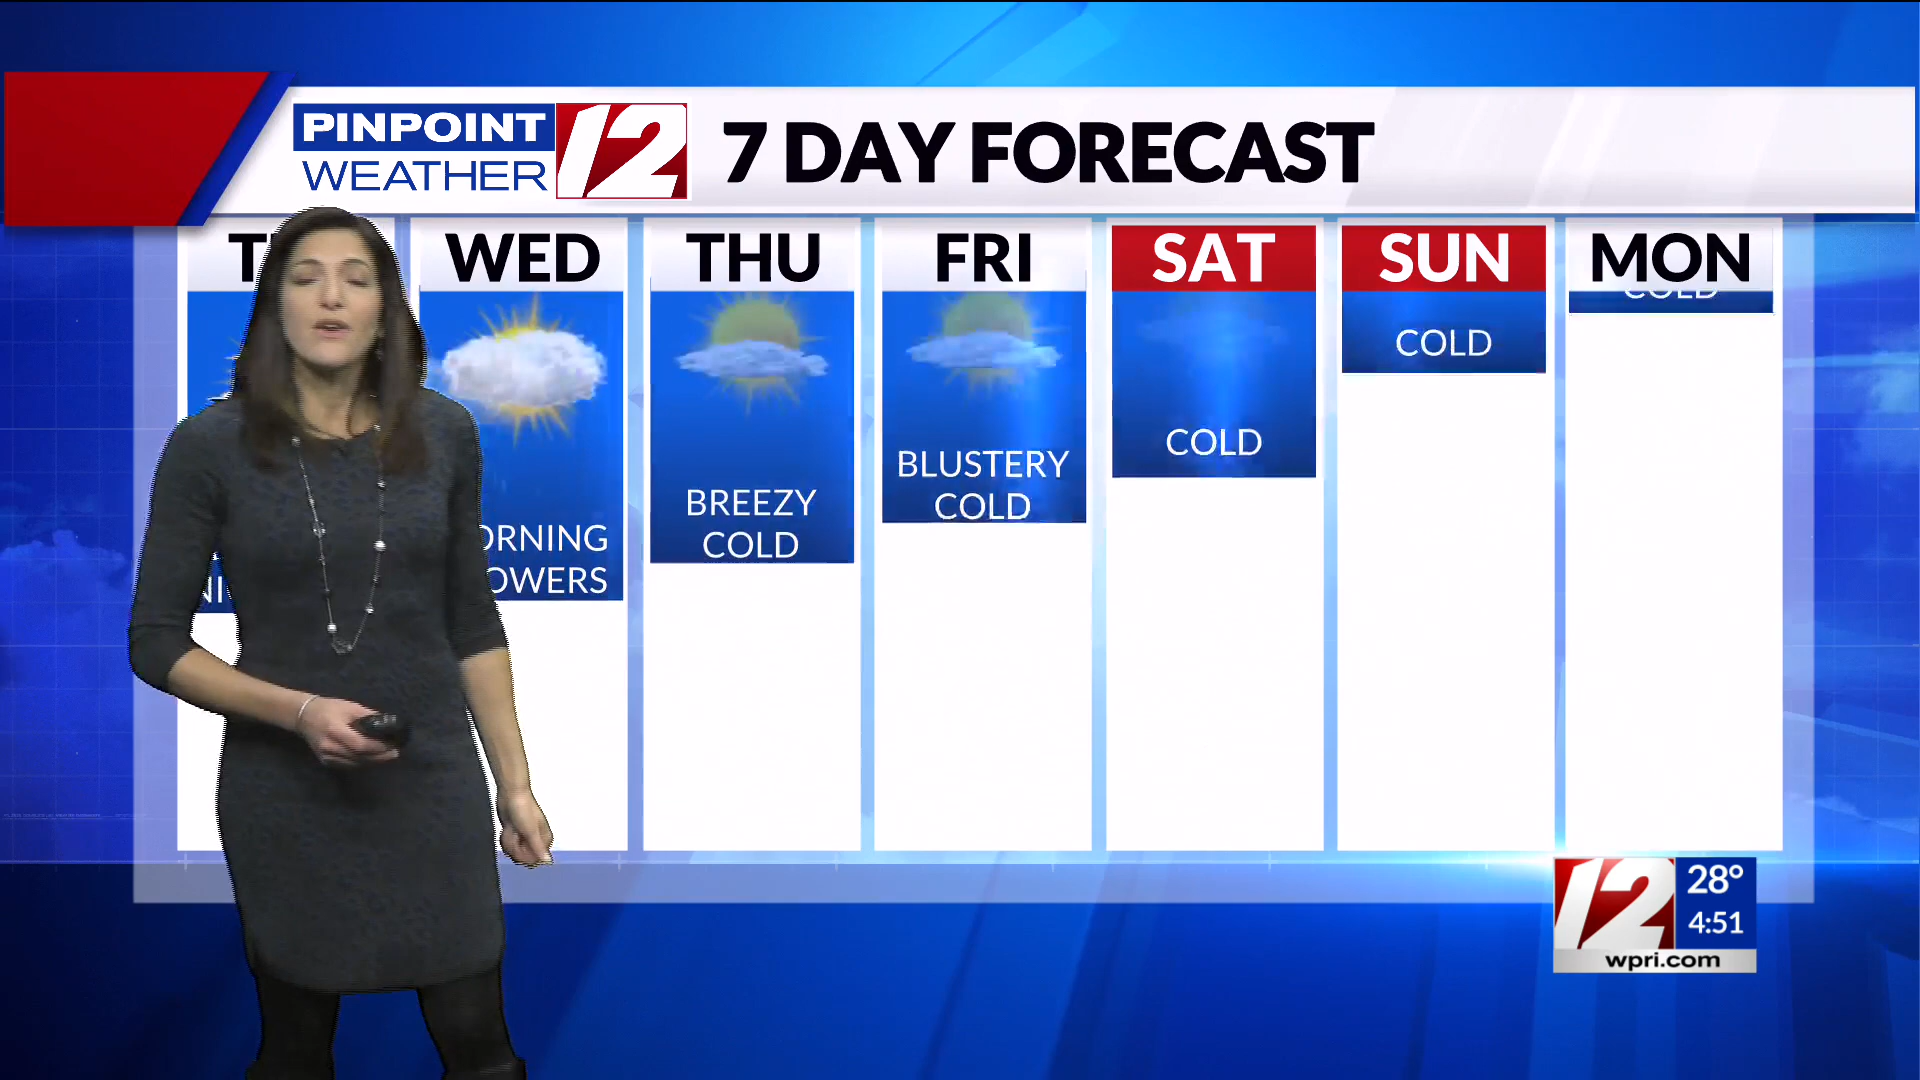 PINPOINT
WEATHER
12
7 DAY FORECAST
WED
THU
FRI
SAT
SUN
MON
BREEZY
COLD
BLUSTERY
COLD
COLD
COLD
COLD
28°
4:51
12
wpri.com